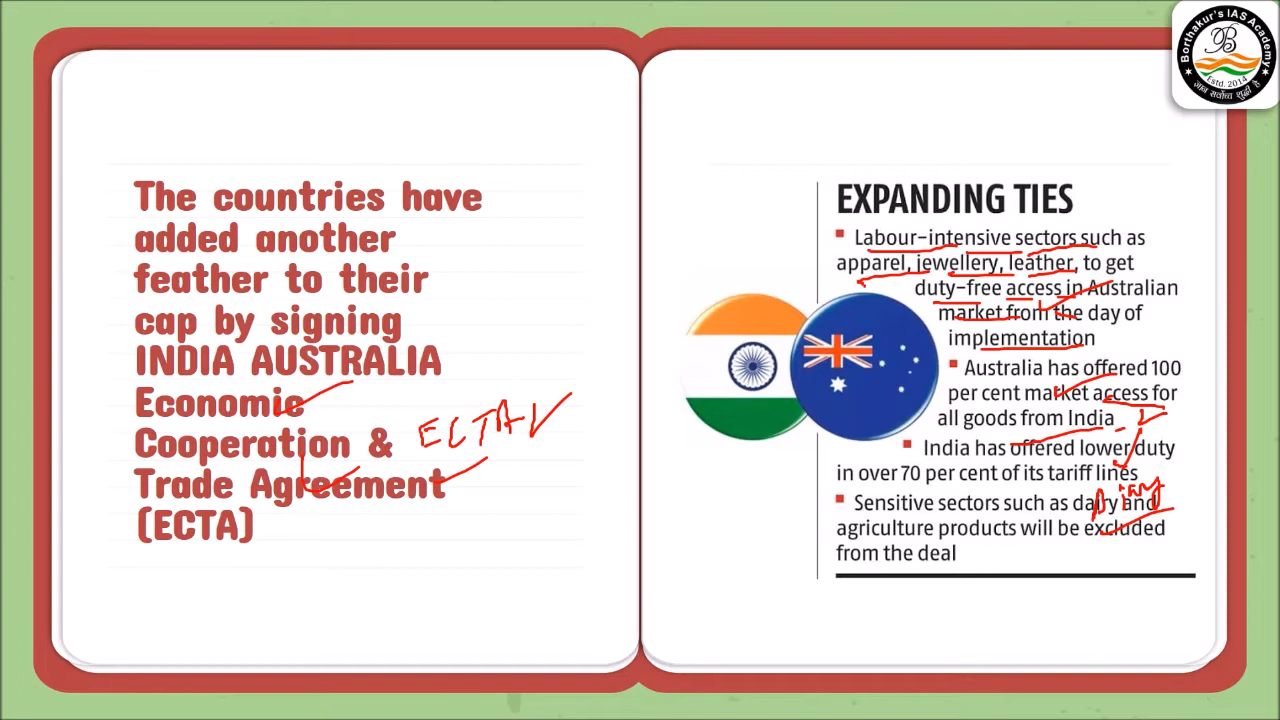 Borthakur's IAS Academy
B
Estd. 2014
ज्ञान सर्वोच्च शुद्धी है
The countries have
added another
feather to their
cap by signing
INDIA AUSTRALIA
Economic
Cooperation &
Trade Agreement
(ECTA)
ECTA
EXPANDING TIES
Labour-intensive sectors such as
apparel, jewellery, leather, to get
duty-free access in Australian
market from the day of
implementation
Australia has offered 100
per cent market access for
all goods from India
India has offered lower duty
in over 70 per cent of its tariff lines
Sensitive sectors such as dairy and
agriculture products will be excluded
from the deal